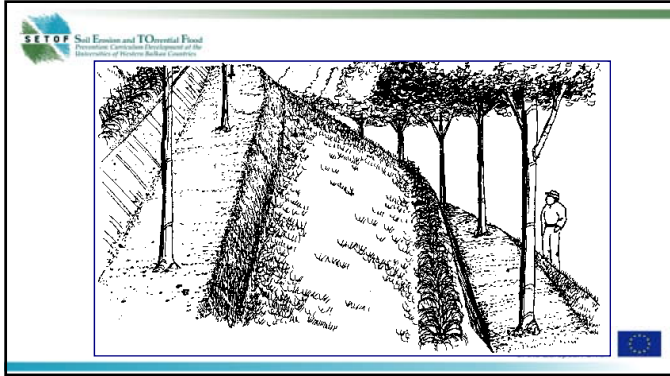 SETOF
Soil Erosion and TOrrential Flood
Prevention: Curriculum Development at the
Universities of Western Balkan Countries